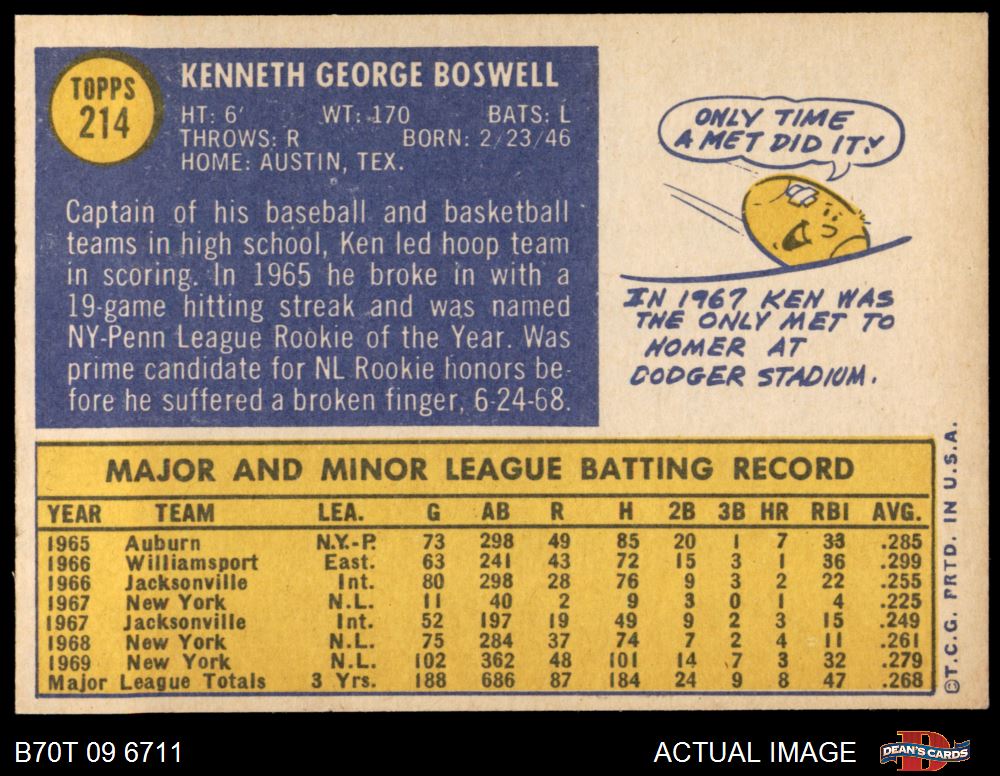 TOPPS
214
KENNETH GEORGE BOSWELL
HT: 6' WT: 170 BATS: L
THROWS: R BORN: 2/23/46
HOME: AUSTIN, TEX.
Captain of his baseball and basketball
teams in high school, Ken led hoop team
in scoring. In 1965 he broke in with a
19-game hitting streak and was named
NY-Penn League Rookie of the Year. Was
prime candidate for NL Rookie honors be-
fore he suffered a broken finger, 6-24-68.
ONLY TIME
A MET DID IT!
IN 1967 KEN WAS
THE ONLY MET TO
HOMER AT
DODGER STADIUM.
MAJOR AND MINOR LEAGUE BATTING RECORD
YEAR TEAM LEA. G AB R H 2B 3B HR RBI AVG.
1965 Auburn N.Y.-P. 73 298 49 85 20 1 7 33 .285
1966 Williamsport East. 63 241 43 72 15 3 1 36 .299
1966 Jacksonville Int. 80 298 28 76 9 3 2 22 .255
1967 New York N.L. 11 40 2 9 3 0 1 4 .225
1967 Jacksonville Int. 52 197 19 49 9 2 3 15 .249
1968 New York N.L. 75 284 37 74 7 2 4 11 .261
1969 New York N.L. 102 362 48 101 14 7 3 32 .279
Major League Totals 3 Yrs. 188 686 87 184 24 9 8 47 .268
©T.C.G. PRTD. IN U.S.A.
B70T 09 6711
ACTUAL IMAGE
D
DEAN'S CARDS